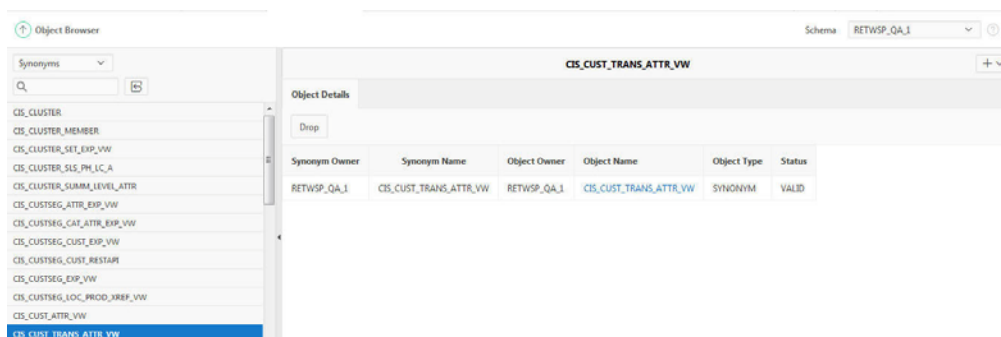 Object Browser
Schema RETWSP_QA_1
Synonyms
CIS_CUST_TRANS_ATTR_VW
Object Details
Drop
CIS_CLUSTER
CIS_CLUSTER_MEMBER
CIS_CLUSTER_SET_EXP_VW
CIS_CLUSTER_SLS_PH_LC_A
CIS_CLUSTER_SUMM_LEVEL_ATTR
CIS_CUSTSEG_ATTR_EXP_VW
CIS_CUSTSEG_CAT_ATTR_EXP_VW
CIS_CUSTSEG_CUST_EXP_VW
CIS_CUSTSEG_CUST_RESTAPI
CIS_CUSTSEG_EXP_VW
CIS_CUSTSEG_LOC_PROD_XREF_VW
CIS_CUST_ATTR_VW
CIS_CUST_TRANS_ATTR_VW
Synonym Owner Synonym Name Object Owner Object Name Object Type Status
RETWSP_QA_1 CIS_CUST_TRANS_ATTR_VW RETWSP_QA_1 CIS_CUST_TRANS_ATTR_VW SYNONYM VALID